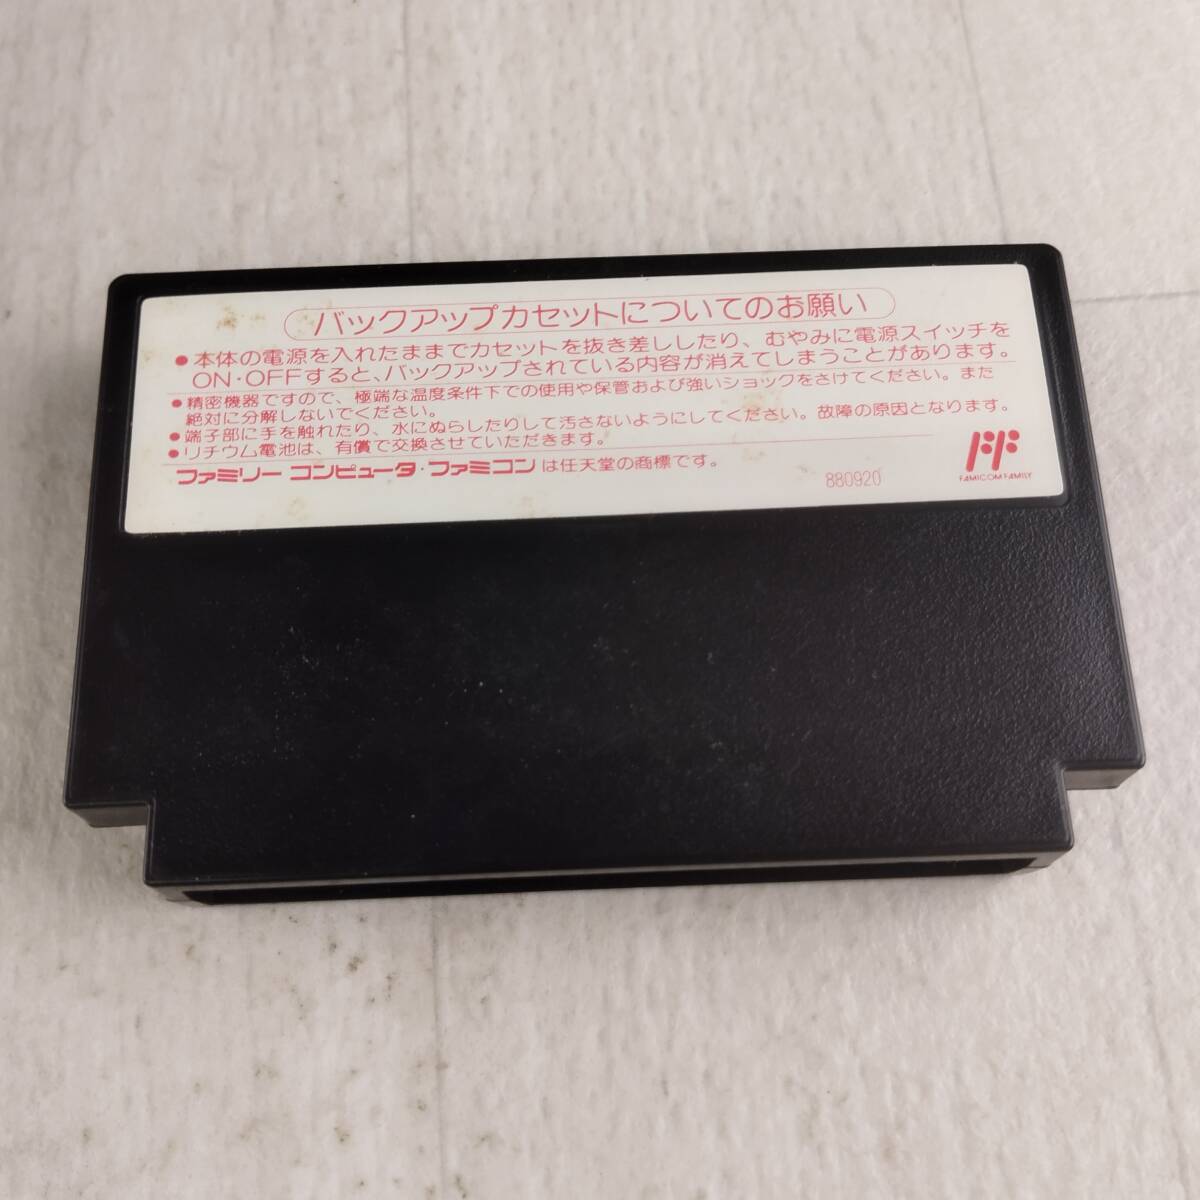 バックアップカセットについてのお願い
●本体の電源を入れたままでカセットを抜き差ししたり、むやみに電源スイッチを
ON・OFFすると、バックアップされている内容が消えてしまうことがあります。
●精密機器ですので、極端な温度条件下での使用や保管および強いショックをさけてください。また
絶対に分解しないでください。
●端子部に手を触れたり、水にぬらしたりして汚さないようにしてください。故障の原因となります。
●リチウム電池は、有償で交換させていただきます。
ファミリー コンピュータ・ファミコンは任天堂の商標です。
880920
FAMICOM FAMILY